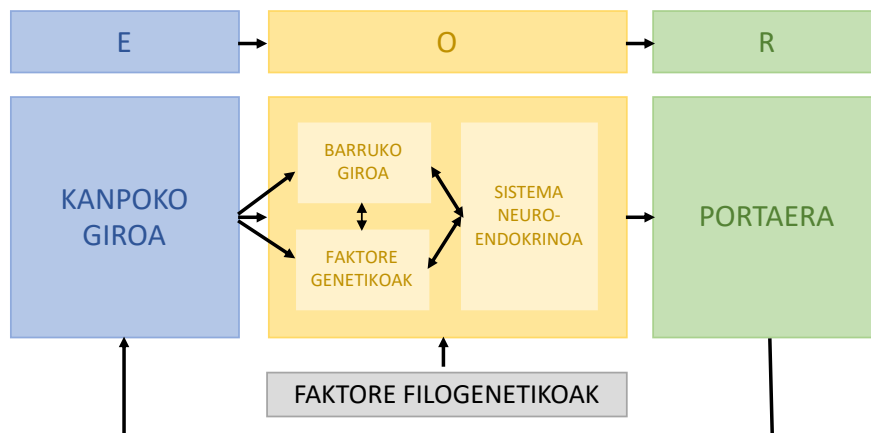 E
O
R
KANPOKO
GIROA
BARRUKO
GIROA
FAKTORE
GENETIKOAK
SISTEMA
NEURO-
ENDOKRINOA
PORTAERA
FAKTORE FILOGENETIKOAK